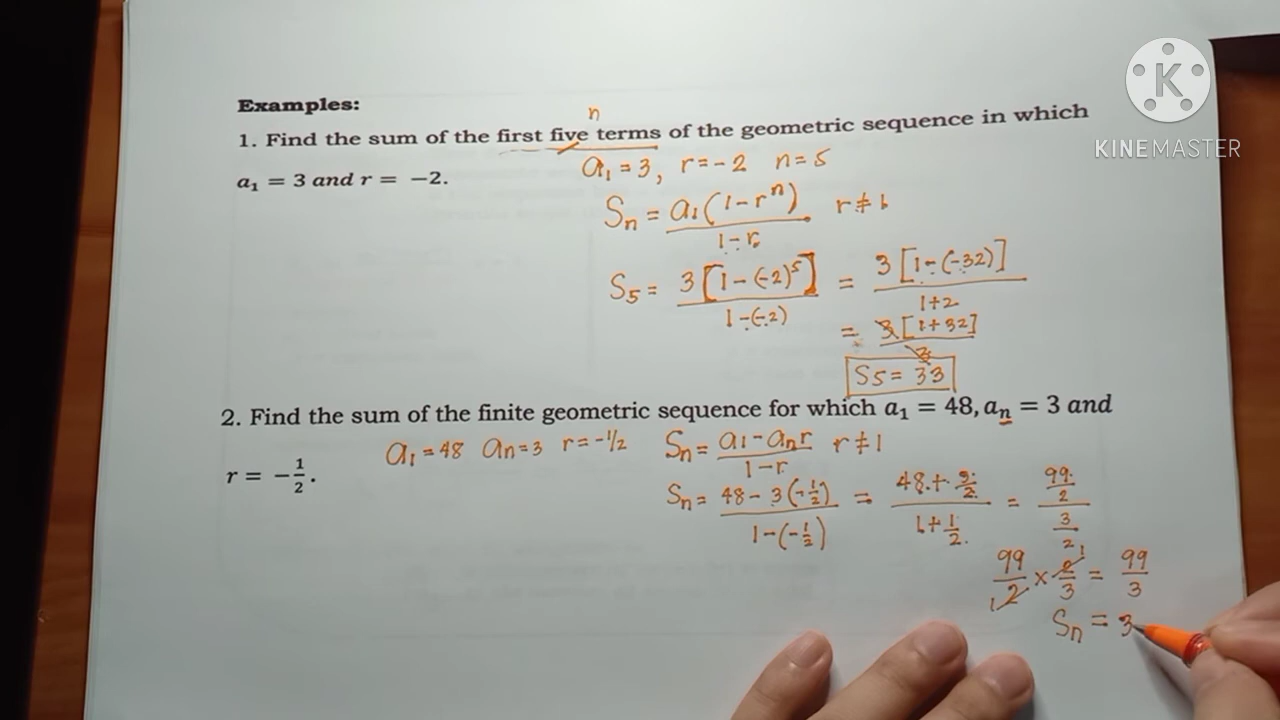 K
KINEMASTER
Examples:
n
1. Find the sum of the first five terms of the geometric sequence in which
a₁ = 3 and r = −2.
a₁ = 3, r = −2 n = 5
Sn = a₁(1 − rⁿ) / 1 − r r ≠ 1
S₅ = 3[1 − (−2)⁵] / 1 − (−2) = 3[1 − (−32)] / 1 + 2
= 3[1 + 32] / 3
S₅ = 33
2. Find the sum of the finite geometric sequence for which a₁ = 48, aₙ = 3 and
r = −1/2.
a₁ = 48 an = 3 r = −1/2 Sn = a₁ − anr / 1 − r r ≠ 1
Sn = 48 − 3(−1/2) / 1 − (−1/2) = 48 + 3/2 / 1 + 1/2 = 99/2 / 3/2
99/2 × 2/3 = 99/3
1 1
Sn = 3